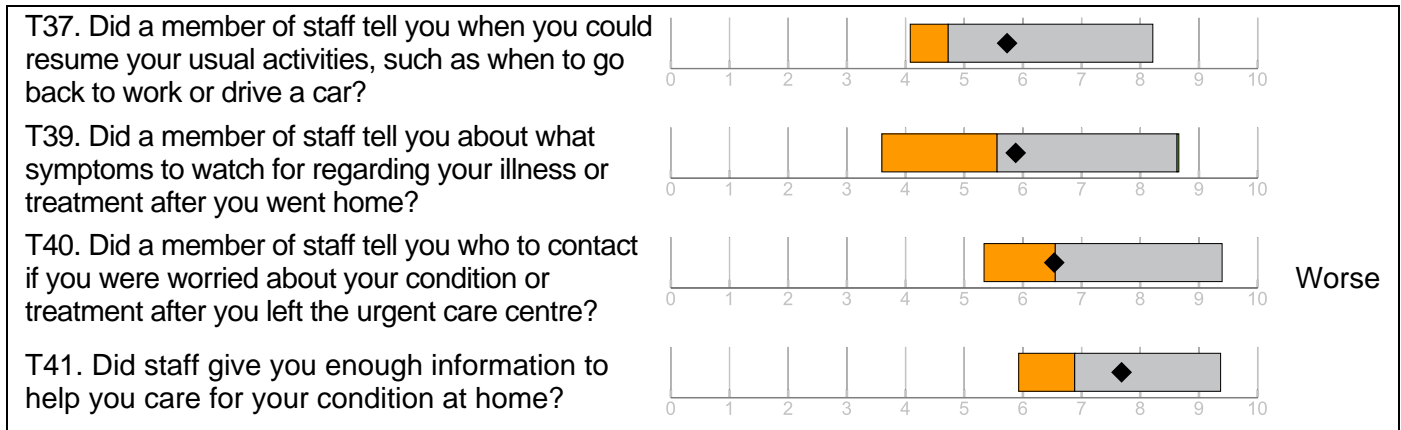 T37. Did a member of staff tell you when you could
resume your usual activities, such as when to go
back to work or drive a car?
0 1 2 3 4 5 6 7 8 9 10
T39. Did a member of staff tell you about what
symptoms to watch for regarding your illness or
treatment after you went home?
0 1 2 3 4 5 6 7 8 9 10
T40. Did a member of staff tell you who to contact
if you were worried about your condition or
treatment after you left the urgent care centre?
0 1 2 3 4 5 6 7 8 9 10
Worse
T41. Did staff give you enough information to
help you care for your condition at home?
0 1 2 3 4 5 6 7 8 9 10